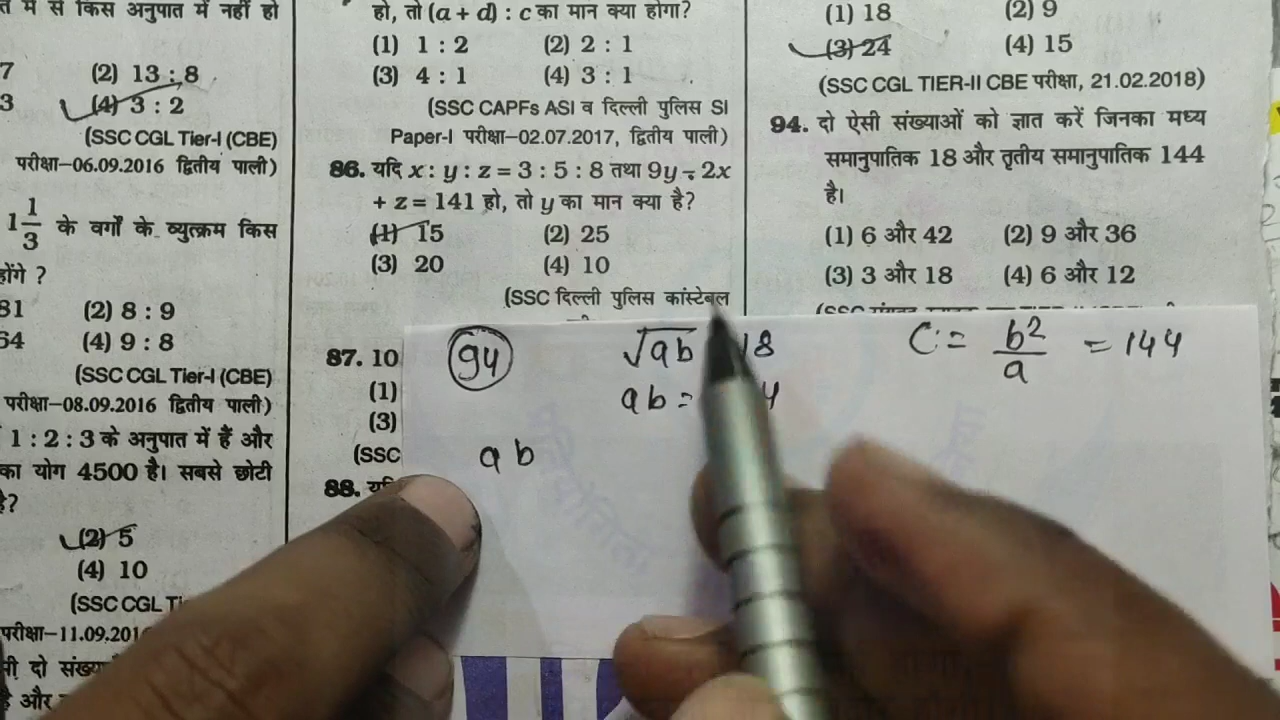 त में से किस अनुपात में नहीं हो
7 (2) 13 : 8
3 (4) 3 : 2
(SSC CGL Tier-I (CBE)
परीक्षा–06.09.2016 द्वितीय पाली)
1 1/3 के वर्गों के व्युत्क्रम किस
होंगे ?
81 (2) 8 : 9
64 (4) 9 : 8
(SSC CGL Tier-I (CBE)
परीक्षा–08.09.2016 द्वितीय पाली)
1 : 2 : 3 के अनुपात में हैं और
का योग 4500 है। सबसे छोटी
है?
(2) 5
(4) 10
(SSC CGL
परीक्षा–11.09.201
दो
है और
हो, तो (a + d) : c का मान क्या होगा?
(1) 1 : 2 (2) 2 : 1
(3) 4 : 1 (4) 3 : 1
(SSC CAPFs ASI व दिल्ली पुलिस SI
Paper-I परीक्षा–02.07.2017, द्वितीय पाली)
86. यदि x : y : z = 3 : 5 : 8 तथा 9y – 2x
+ z = 141 हो, तो y का मान क्या है?
(1) 15 (2) 25
(3) 20 (4) 10
(SSC दिल्ली पुलिस कांस्टेबल
87. 10
(1)
(3)
(SSC
88.
(1) 18 (2) 9
(3) 24 (4) 15
(SSC CGL TIER-II CBE परीक्षा, 21.02.2018)
94. दो ऐसी संख्याओं को ज्ञात करें जिनका मध्य
समानुपातिक 18 और तृतीय समानुपातिक 144
है।
(1) 6 और 42 (2) 9 और 36
(3) 3 और 18 (4) 6 और 12
94 √ab 18 C = b²/a = 144
ab = 4
ab